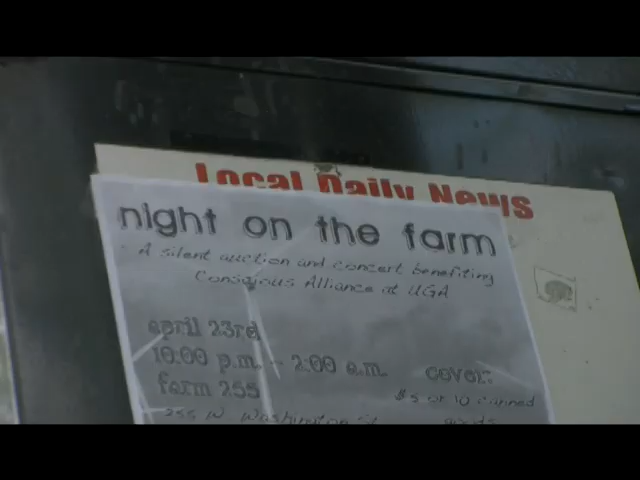 Local Daily News
night on the farm
A silent auction and concert benefiting
Conscious Alliance at UGA
april 23rd
10:00 p.m. - 2:00 a.m.
cover:
farm 255
$5 or 10 canned
255 W. Washington St